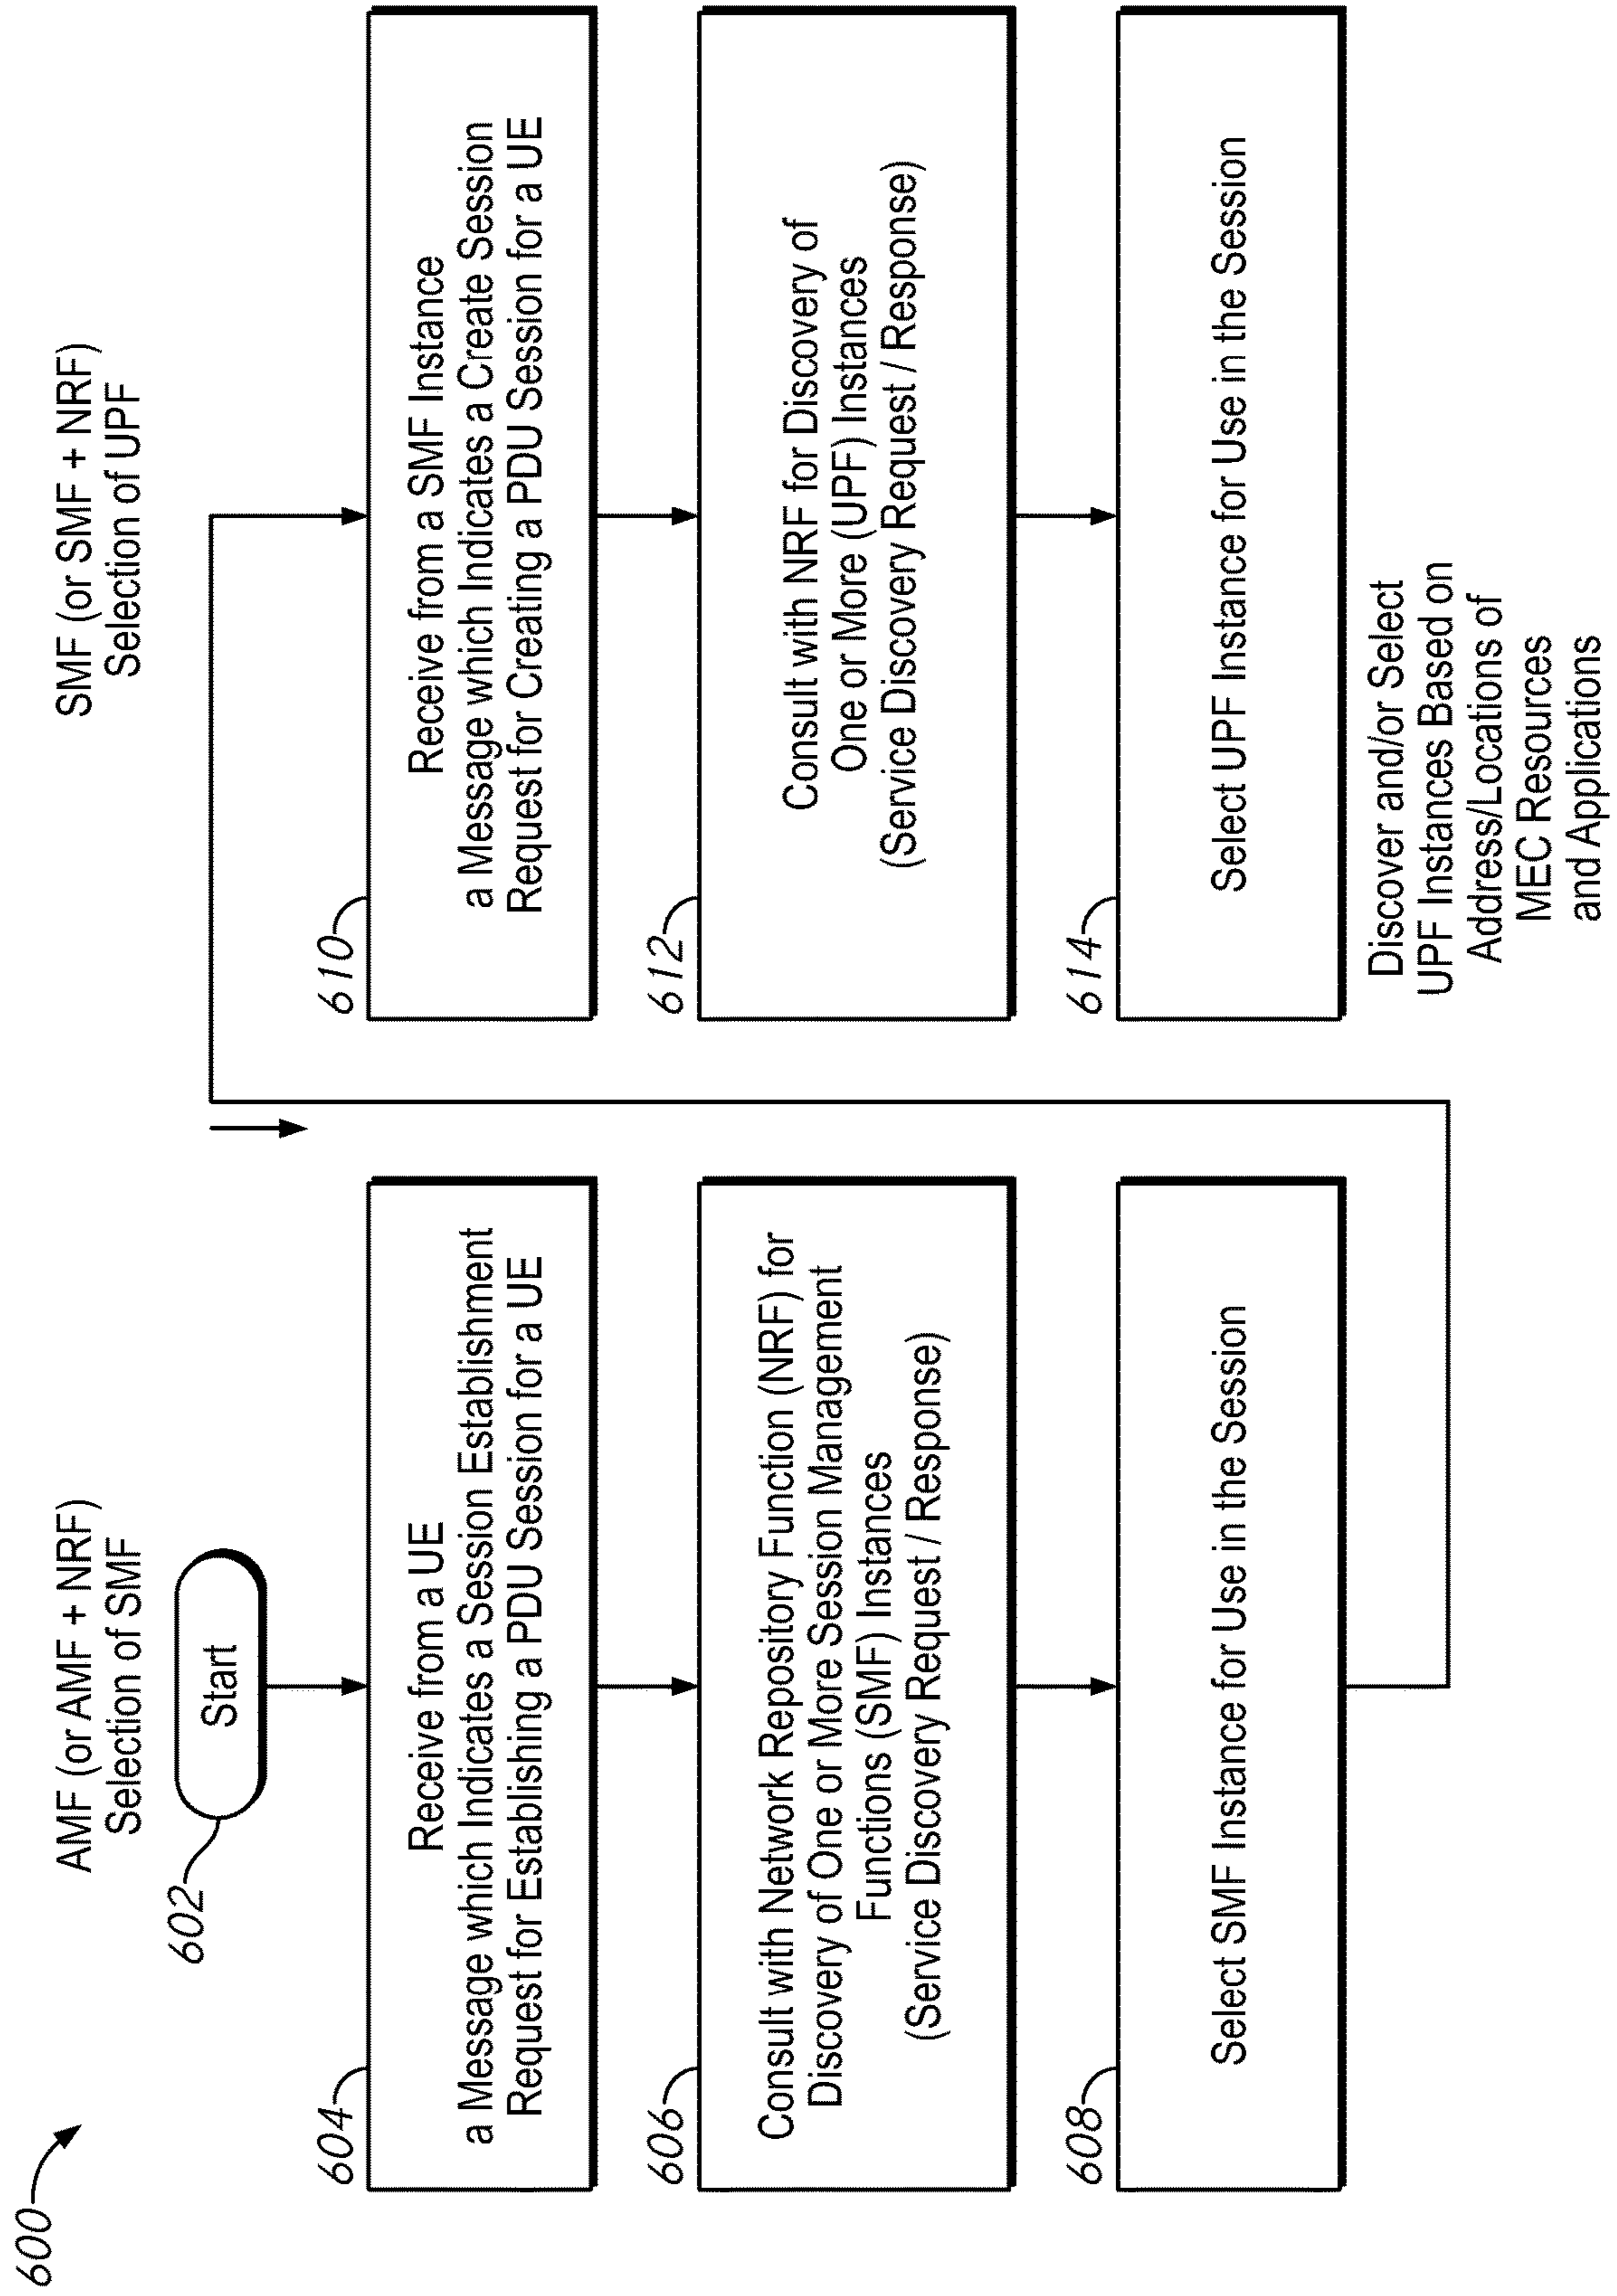 600
AMF (or AMF + NRF)
Selection of SMF
602
Start
604
Receive from a UE
a Message which Indicates a Session Establishment
Request for Establishing a PDU Session for a UE
606
Consult with Network Repository Function (NRF) for
Discovery of One or More Session Management
Functions (SMF) Instances
(Service Discovery Request / Response)
608
Select SMF Instance for Use in the Session
SMF (or SMF + NRF)
Selection of UPF
610
Receive from a SMF Instance
a Message which Indicates a Create Session
Request for Creating a PDU Session for a UE
612
Consult with NRF for Discovery of
One or More (UPF) Instances
(Service Discovery Request / Response)
614
Select UPF Instance for Use in the Session
Discover and/or Select
UPF Instances Based on
Address/Locations of
MEC Resources
and Applications